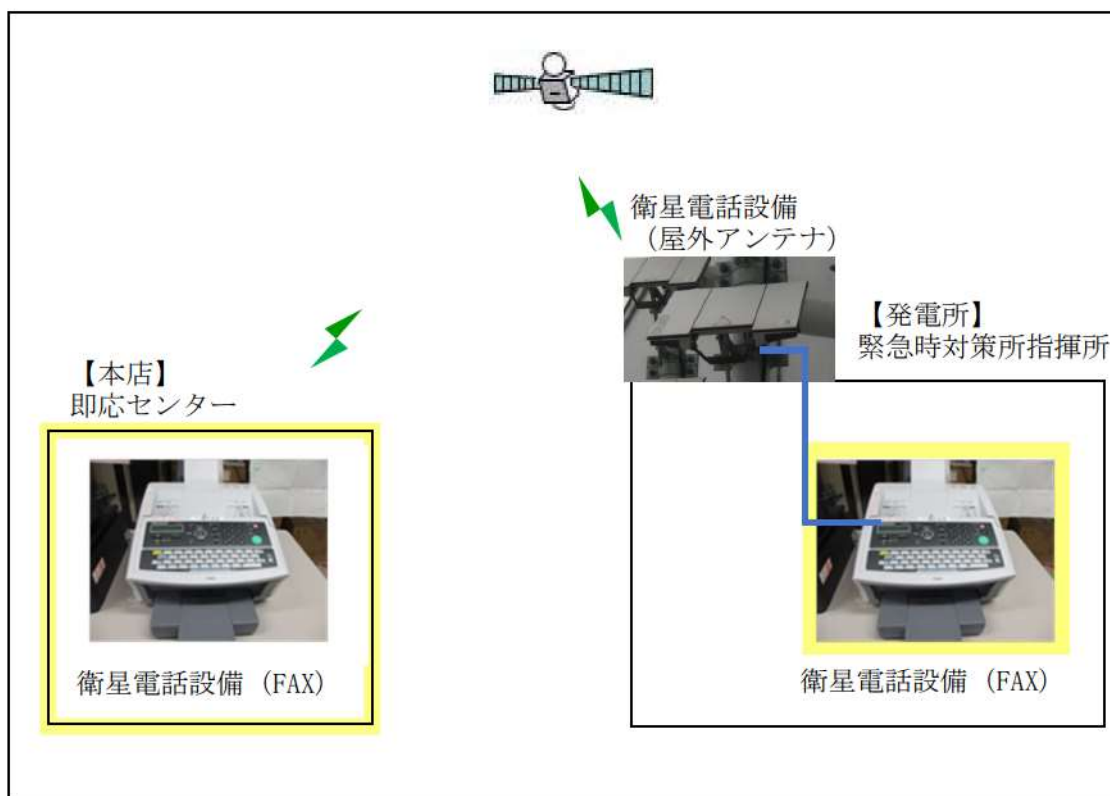 衛星電話設備
(屋外アンテナ)
【発電所】
緊急時対策所指揮所
【本店】
即応センター
衛星電話設備 (FAX)
衛星電話設備 (FAX)